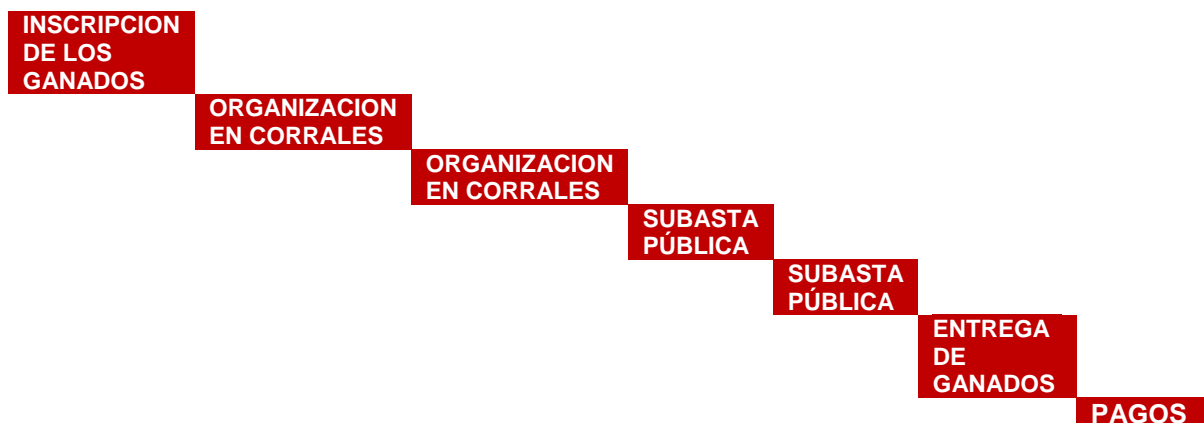 INSCRIPCION
DE LOS
GANADOS
ORGANIZACION
EN CORRALES
ORGANIZACION
EN CORRALES
SUBASTA
PÚBLICA
SUBASTA
PÚBLICA
ENTREGA
DE
GANADOS
PAGOS